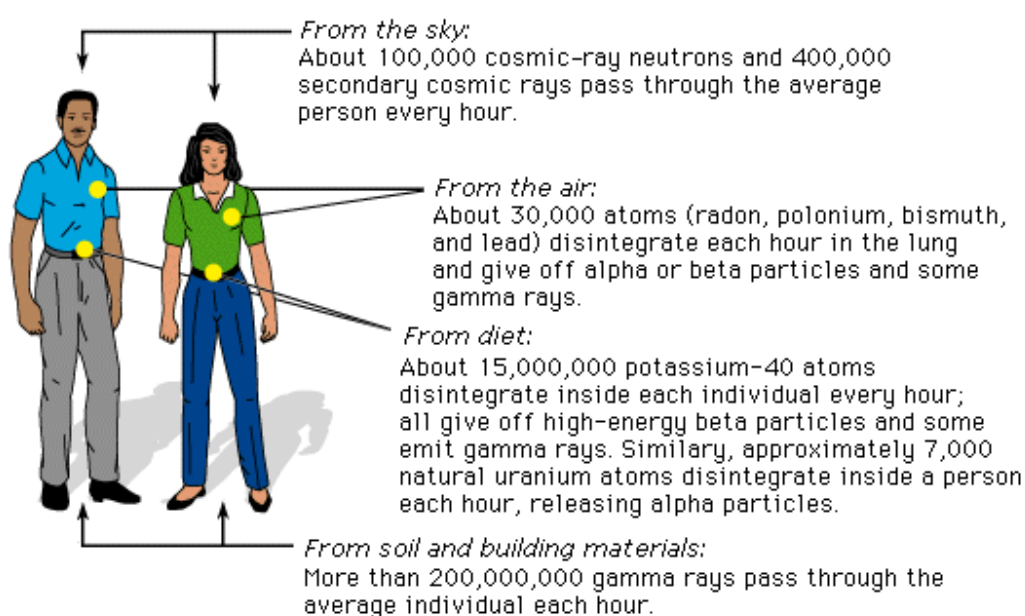 From the sky:
About 100,000 cosmic-ray neutrons and 400,000
secondary cosmic rays pass through the average
person every hour.
From the air:
About 30,000 atoms (radon, polonium, bismuth,
and lead) disintegrate each hour in the lung
and give off alpha or beta particles and some
gamma rays.
From diet:
About 15,000,000 potassium-40 atoms
disintegrate inside each individual every hour;
all give off high-energy beta particles and some
emit gamma rays. Similary, approximately 7,000
natural uranium atoms disintegrate inside a person
each hour, releasing alpha particles.
From soil and building materials:
More than 200,000,000 gamma rays pass through the
average individual each hour.